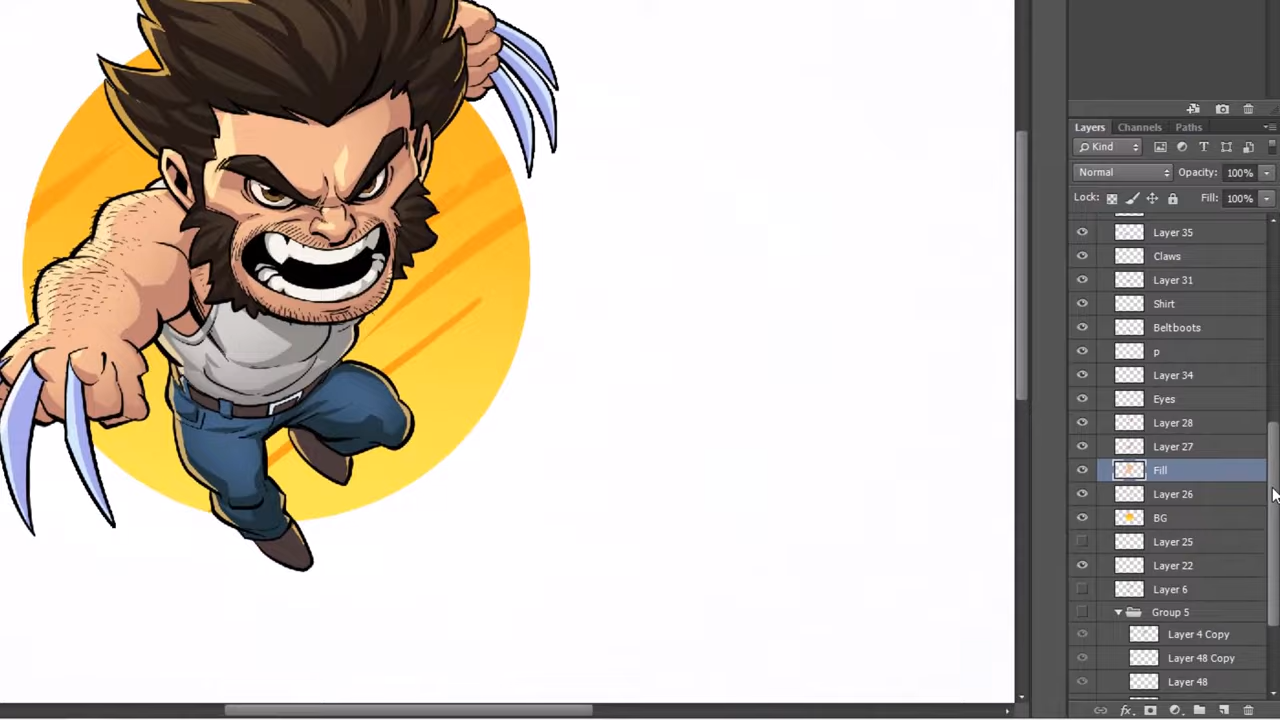 Layers Channels Paths
Kind T
Normal Opacity: 100%
Lock: Fill: 100%
Layer 35
Claws
Layer 31
Shirt
Beltboots
p
Layer 34
Eyes
Layer 28
Layer 27
Fill
Layer 26
BG
Layer 25
Layer 22
Layer 6
Group 5
Layer 4 Copy
Layer 48 Copy
Layer 48
fx